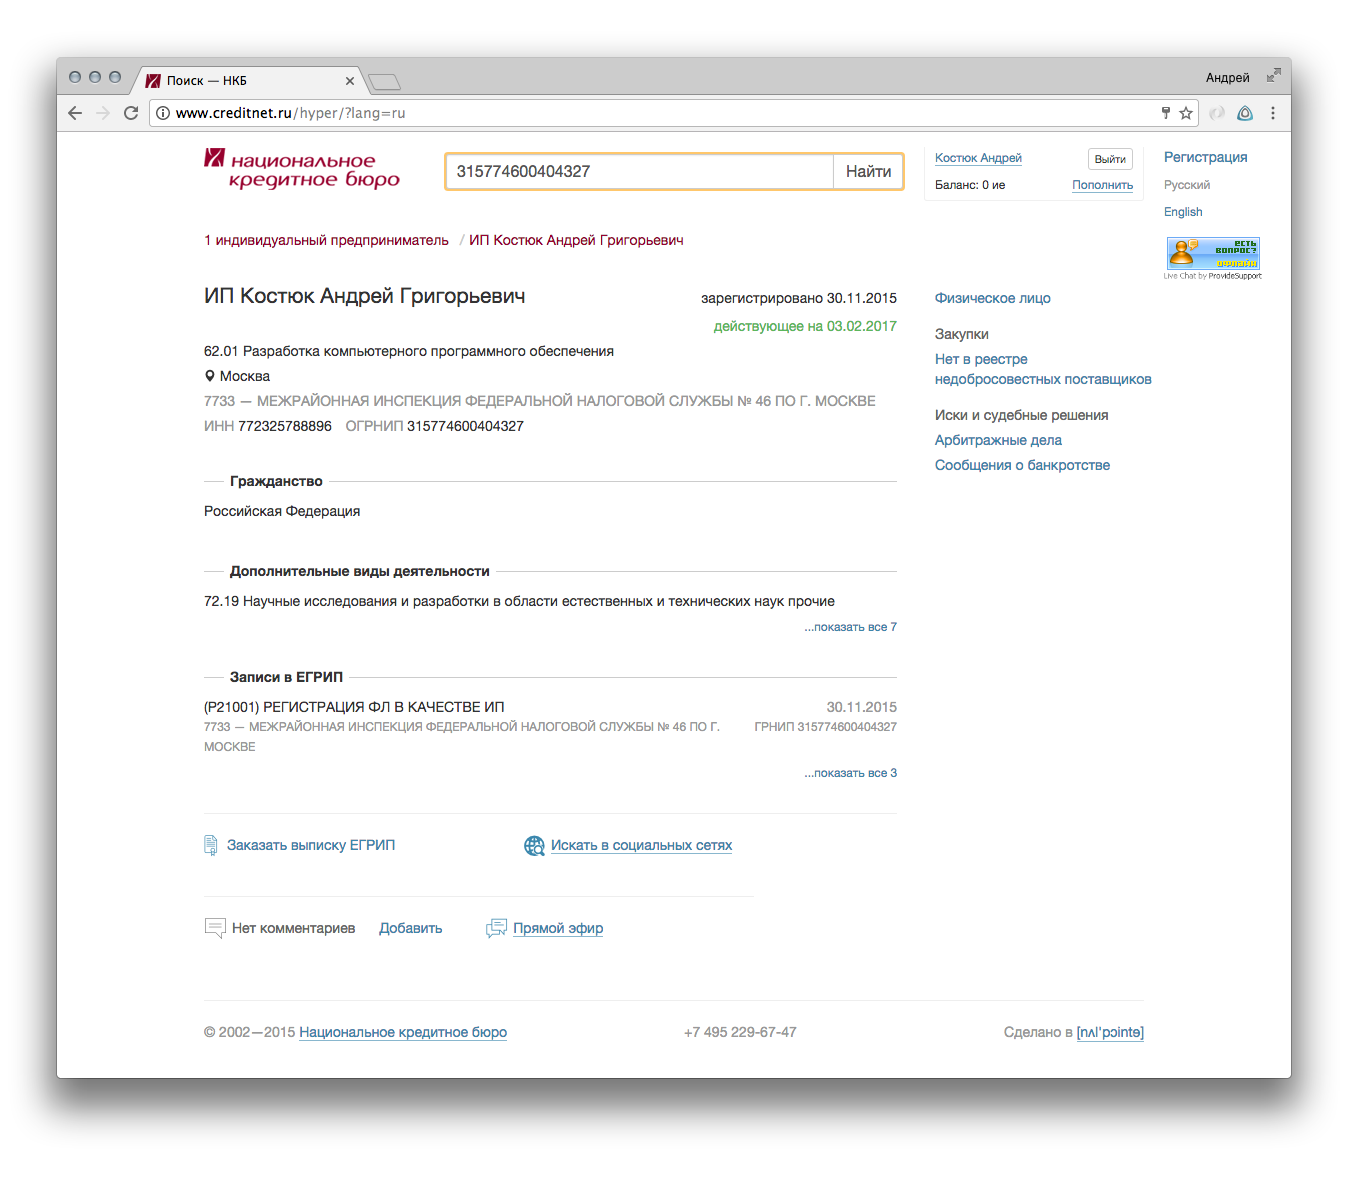 Поиск — НКБ
Андрей
www.creditnet.ru/hyper/?lang=ru
национальное
кредитное бюро
315774600404327 Найти
Костюк Андрей Выйти
Баланс: 0 ие Пополнить
Регистрация
Русский
English
есть
вопрос?
офлайн
Live Chat by ProvideSupport
1 индивидуальный предприниматель / ИП Костюк Андрей Григорьевич
ИП Костюк Андрей Григорьевич
зарегистрировано 30.11.2015
действующее на 03.02.2017
62.01 Разработка компьютерного программного обеспечения
Москва
7733 — МЕЖРАЙОННАЯ ИНСПЕКЦИЯ ФЕДЕРАЛЬНОЙ НАЛОГОВОЙ СЛУЖБЫ № 46 ПО Г. МОСКВЕ
ИНН 772325788896 ОГРНИП 315774600404327
Физическое лицо
Закупки
Нет в реестре
недобросовестных поставщиков
Иски и судебные решения
Арбитражные дела
Сообщения о банкротстве
Гражданство
Российская Федерация
Дополнительные виды деятельности
72.19 Научные исследования и разработки в области естественных и технических наук прочие
...показать все 7
Записи в ЕГРИП
(Р21001) РЕГИСТРАЦИЯ ФЛ В КАЧЕСТВЕ ИП 30.11.2015
7733 — МЕЖРАЙОННАЯ ИНСПЕКЦИЯ ФЕДЕРАЛЬНОЙ НАЛОГОВОЙ СЛУЖБЫ № 46 ПО Г. ГРНИП 315774600404327
МОСКВЕ
...показать все 3
Заказать выписку ЕГРИП Искать в социальных сетях
Нет комментариев Добавить Прямой эфир
© 2002—2015 Национальное кредитное бюро +7 495 229-67-47 Сделано в [nʌl'pɔintɵ]